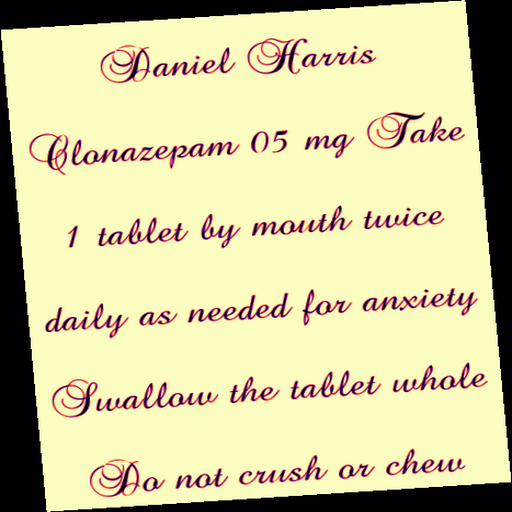 Daniel Harris
Clonazepam 05 mg Take
1 tablet by mouth twice
daily as needed for anxiety
Swallow the tablet whole
Do not crush or chew